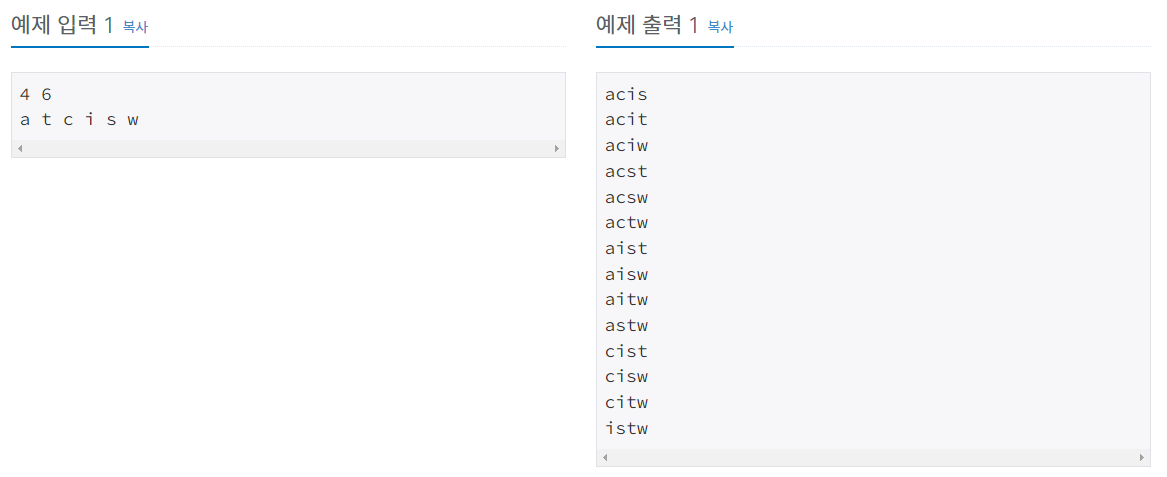 예제 입력 1 복사
4 6
a t c i s w
예제 출력 1 복사
acis
acit
aciw
acst
acsw
actw
aist
aisw
aitw
astw
cist
cisw
citw
istw